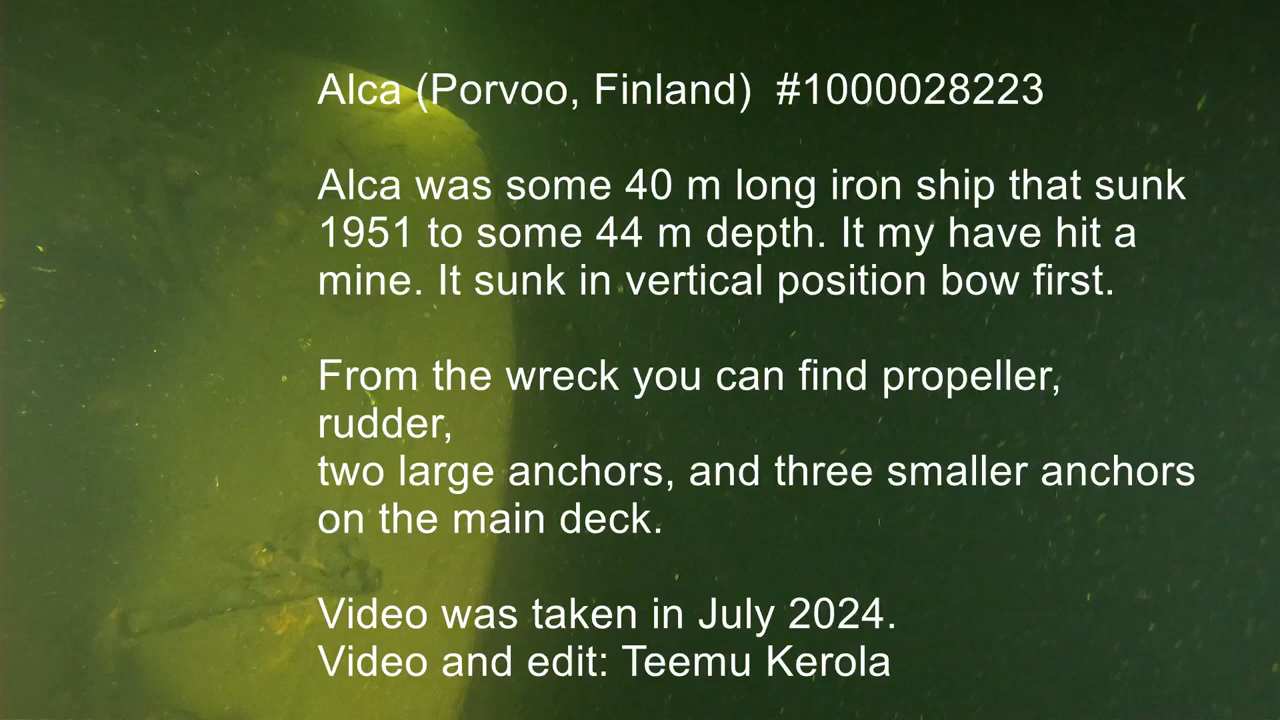 Alca (Porvoo, Finland) #1000028223
Alca was some 40 m long iron ship that sunk
1951 to some 44 m depth. It my have hit a
mine. It sunk in vertical position bow first.
From the wreck you can find propeller,
rudder,
two large anchors, and three smaller anchors
on the main deck.
Video was taken in July 2024.
Video and edit: Teemu Kerola